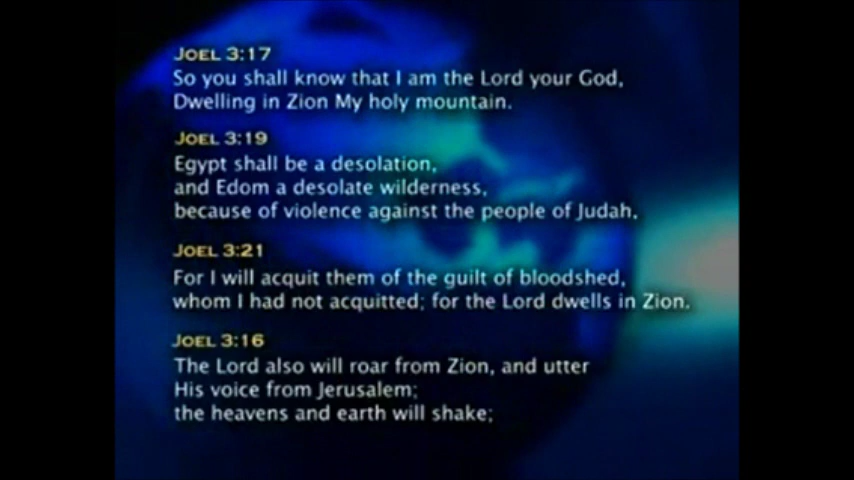 JOEL 3:17
So you shall know that I am the Lord your God,
Dwelling in Zion My holy mountain.
JOEL 3:19
Egypt shall be a desolation,
and Edom a desolate wilderness,
because of violence against the people of Judah,
JOEL 3:21
For I will acquit them of the guilt of bloodshed,
whom I had not acquitted; for the Lord dwells in Zion.
JOEL 3:16
The Lord also will roar from Zion, and utter
His voice from Jerusalem;
the heavens and earth will shake;